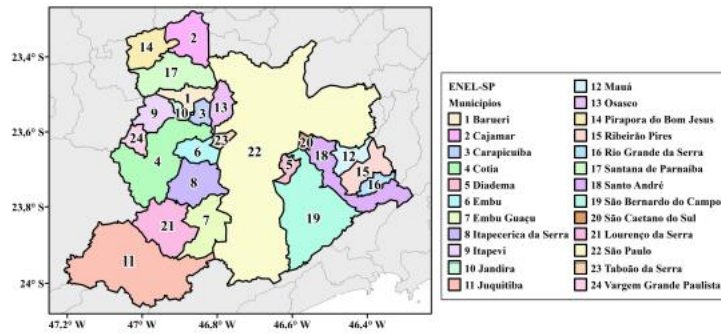 23,4° S
23,6° S
23,8° S
24° S
47,2° W
47° W
46,8° W
46,6° W
46,4° W
14
2
17
1
9
10
3
13
24
4
6
23
22
20
5
18
12
15
16
8
19
21
7
11
ENEL-SP
Municípios
1 Barueri
2 Cajamar
3 Carapicuíba
4 Cotia
5 Diadema
6 Embu
7 Embu Guaçu
8 Itapecerica da Serra
9 Itapevi
10 Jandira
11 Juquitiba
12 Mauá
13 Osasco
14 Pirapora do Bom Jesus
15 Ribeirão Pires
16 Rio Grande da Serra
17 Santana de Parnaíba
18 Santo André
19 São Bernardo do Campo
20 São Caetano do Sul
21 Lourenço da Serra
22 São Paulo
23 Taboão da Serra
24 Vargem Grande Paulista